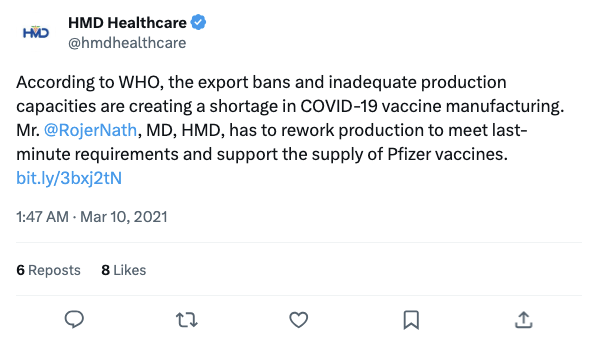 HMD
HMD Healthcare
@hmdhealthcare
According to WHO, the export bans and inadequate production
capacities are creating a shortage in COVID-19 vaccine manufacturing.
Mr. @RojerNath, MD, HMD, has to rework production to meet last-
minute requirements and support the supply of Pfizer vaccines.
bit.ly/3bxj2tN
1:47 AM · Mar 10, 2021
6 Reposts 8 Likes